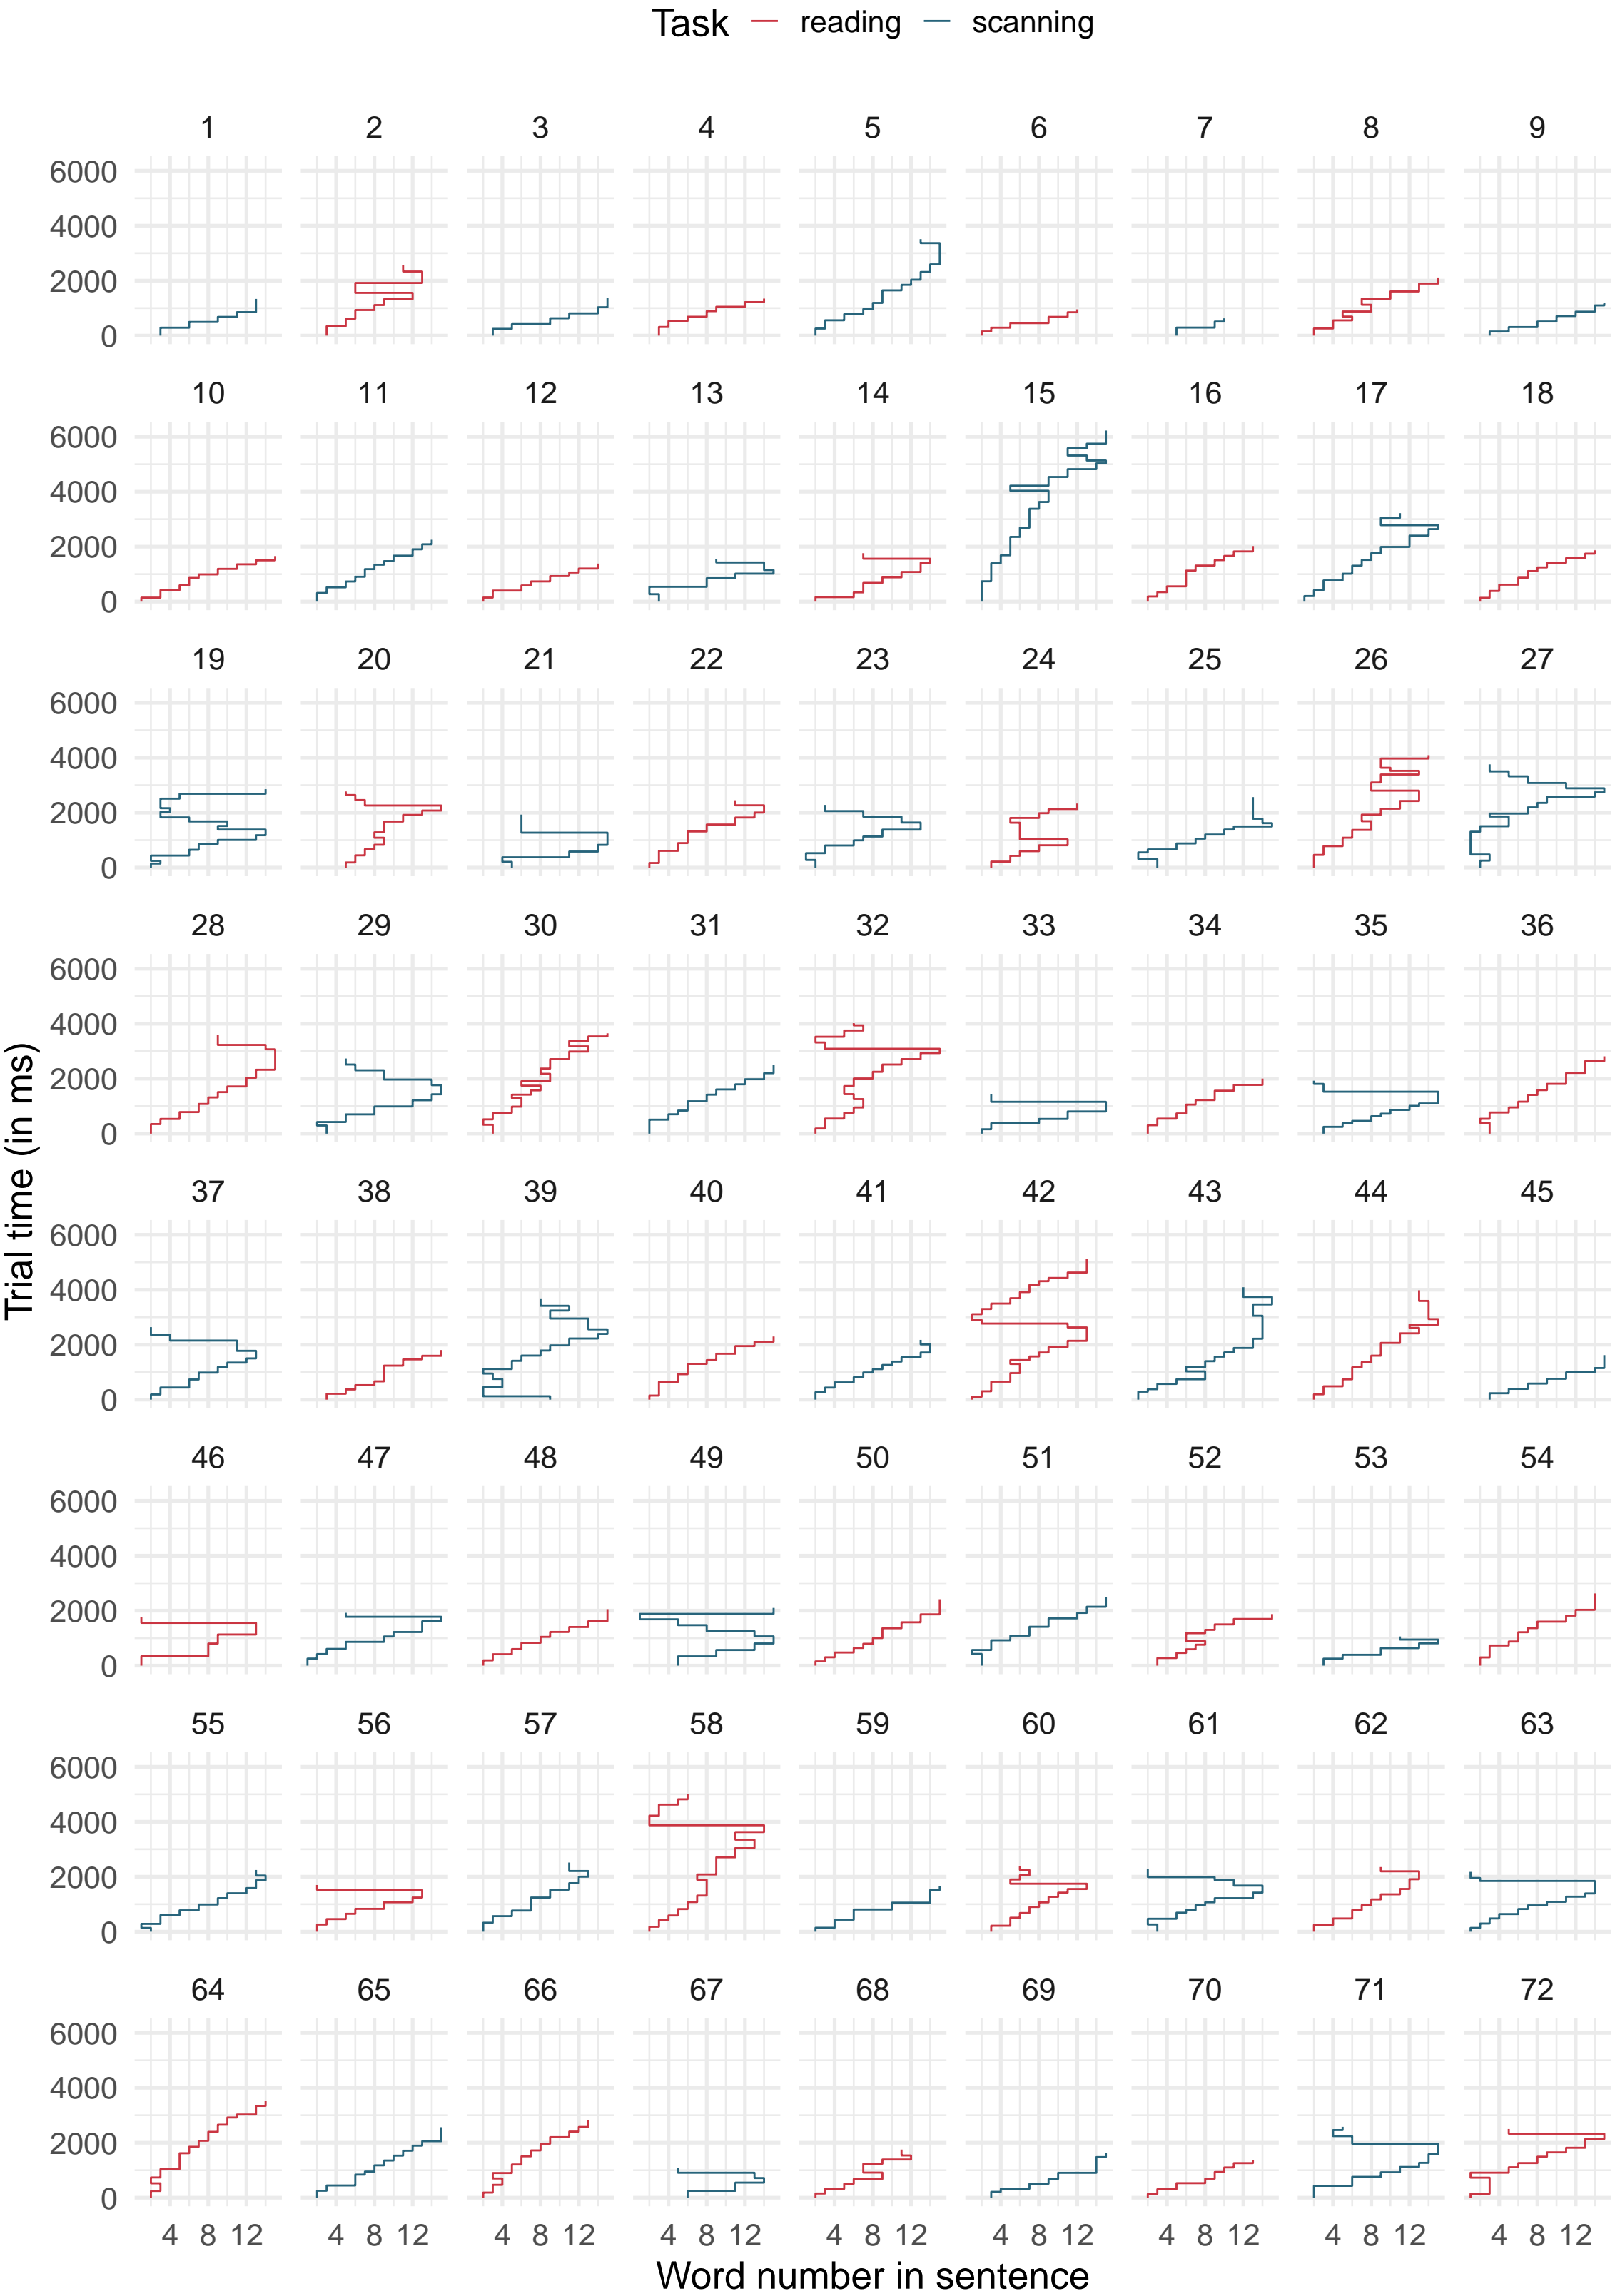 Task reading scanning
1 2 3 4 5 6 7 8 9
6000
4000
2000
0
10 11 12 13 14 15 16 17 18
6000
4000
2000
0
19 20 21 22 23 24 25 26 27
6000
4000
2000
0
28 29 30 31 32 33 34 35 36
6000
4000
2000
0
37 38 39 40 41 42 43 44 45
6000
4000
2000
0
46 47 48 49 50 51 52 53 54
6000
4000
2000
0
55 56 57 58 59 60 61 62 63
6000
4000
2000
0
64 65 66 67 68 69 70 71 72
6000
4000
2000
0
4 8 12 4 8 12 4 8 12 4 8 12 4 8 12 4 8 12 4 8 12 4 8 12 4 8 12
Word number in sentence
Trial time (in ms)